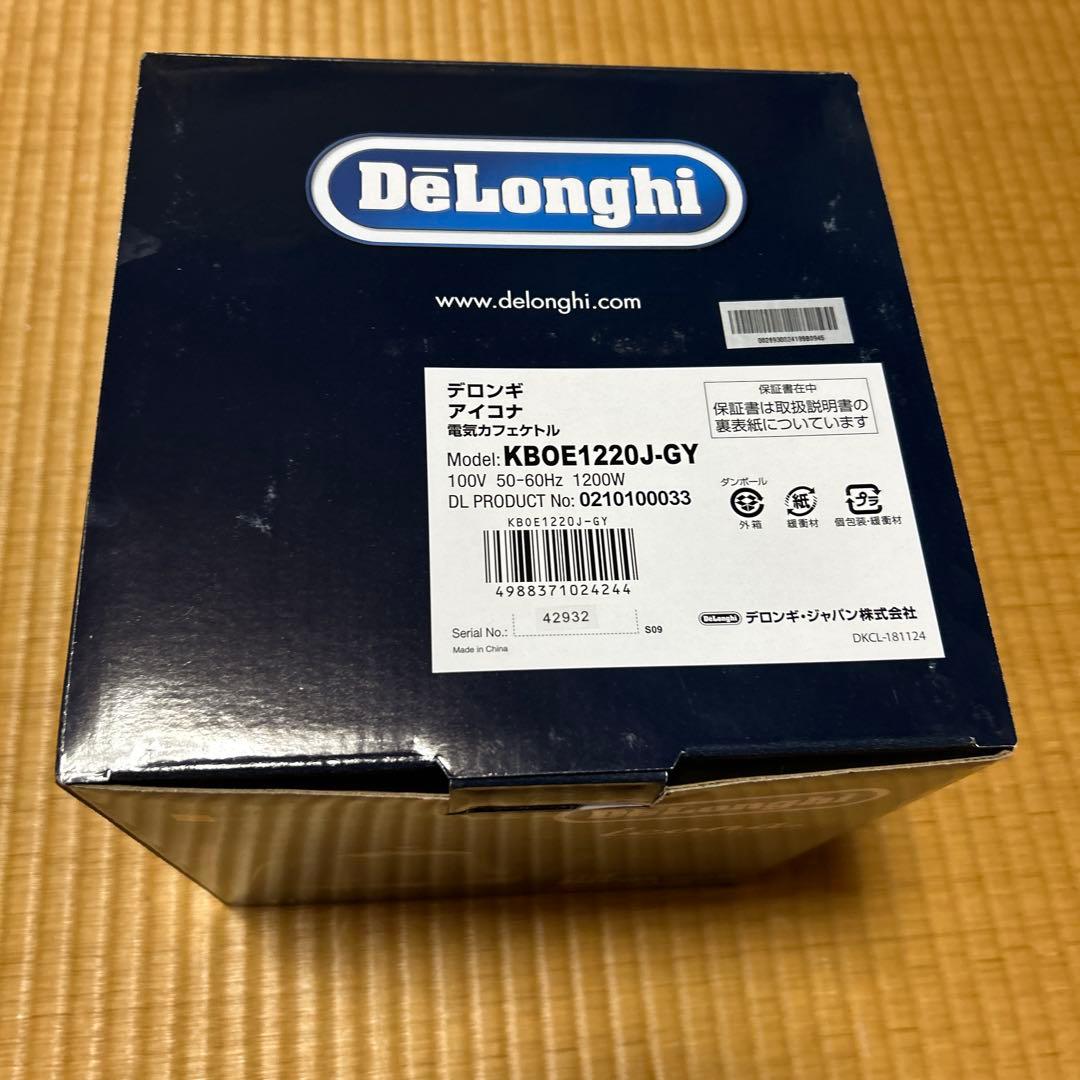 DeLonghi
www.delonghi.com
デロンギ
アイコナ
電気カフェケトル
Model: KBOE1220J-GY
100V 50-60Hz 1200W
DL PRODUCT No: 0210100033
KBOE1220J-GY
4988371024244
Serial No.: 42932 S09
Made in China
保証書在中
保証書は取扱説明書の
裏表紙についています
ダンボール
外箱
紙
緩衝材
プラ
個包装・緩衝材
DeLonghi デロンギ・ジャパン株式会社
DKCL-181124
DeLonghi